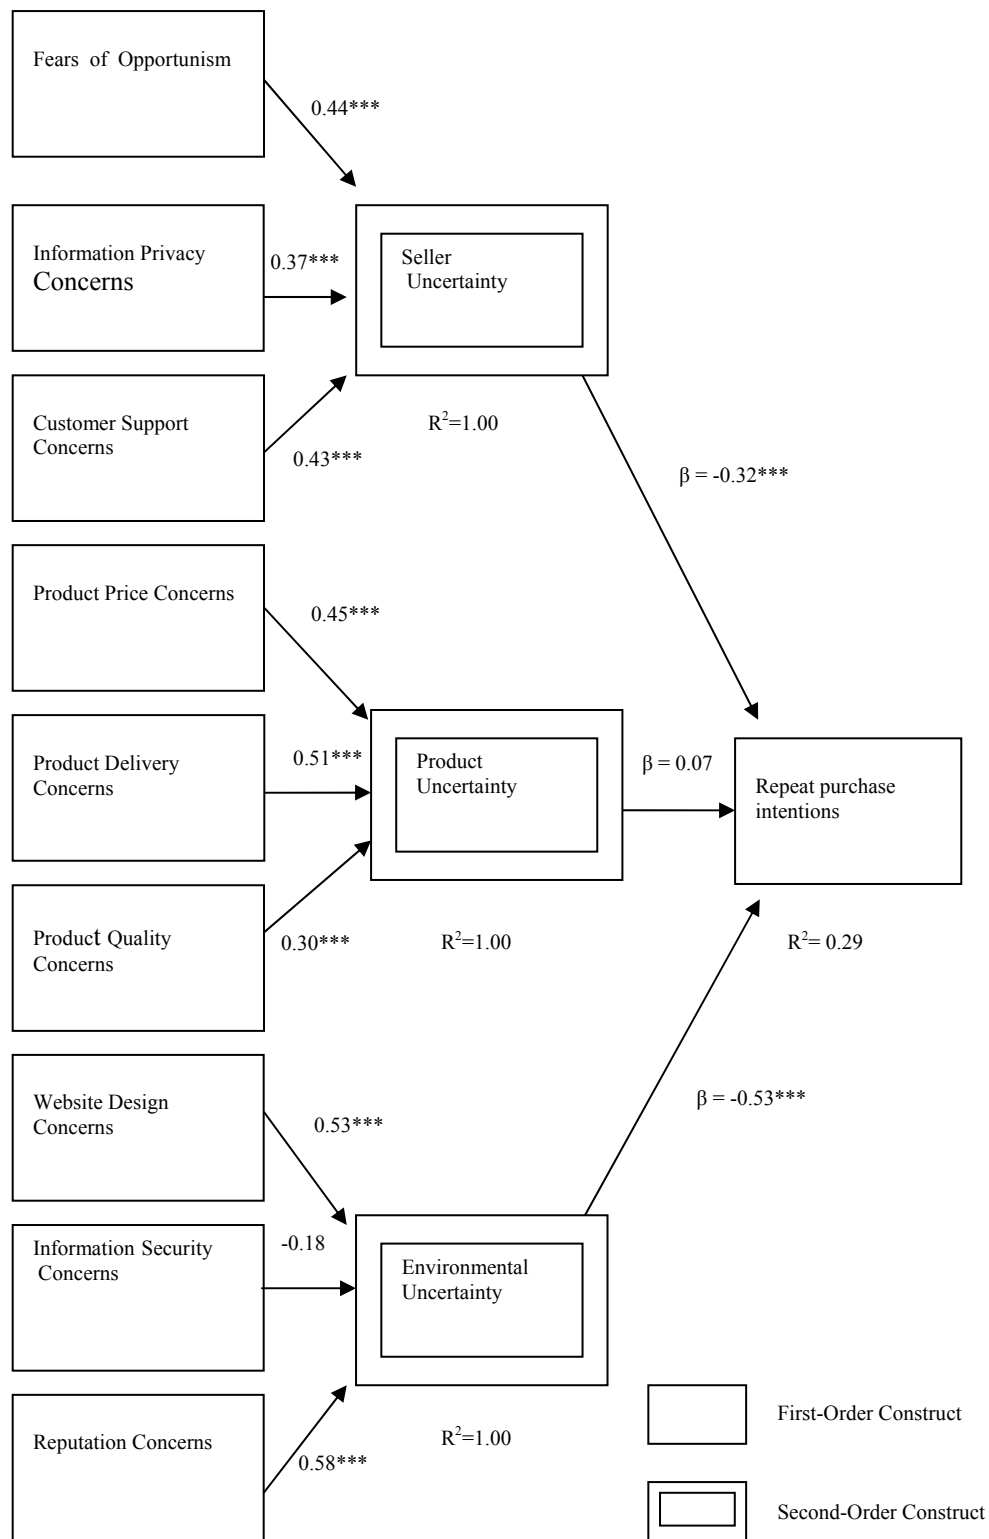 Fears of Opportunism
0.44***
Information Privacy
Concerns
0.37***
Seller
Uncertainty
Customer Support
Concerns
0.43***
R²=1.00
β = -0.32***
Product Price Concerns
0.45***
Product Delivery
Concerns
0.51***
Product
Uncertainty
β = 0.07
Repeat purchase
intentions
Product Quality
Concerns
0.30***
R²=1.00
R²= 0.29
Website Design
Concerns
0.53***
β = -0.53***
Information Security
Concerns
-0.18
Environmental
Uncertainty
Reputation Concerns
0.58***
R²=1.00
First-Order Construct
Second-Order Construct